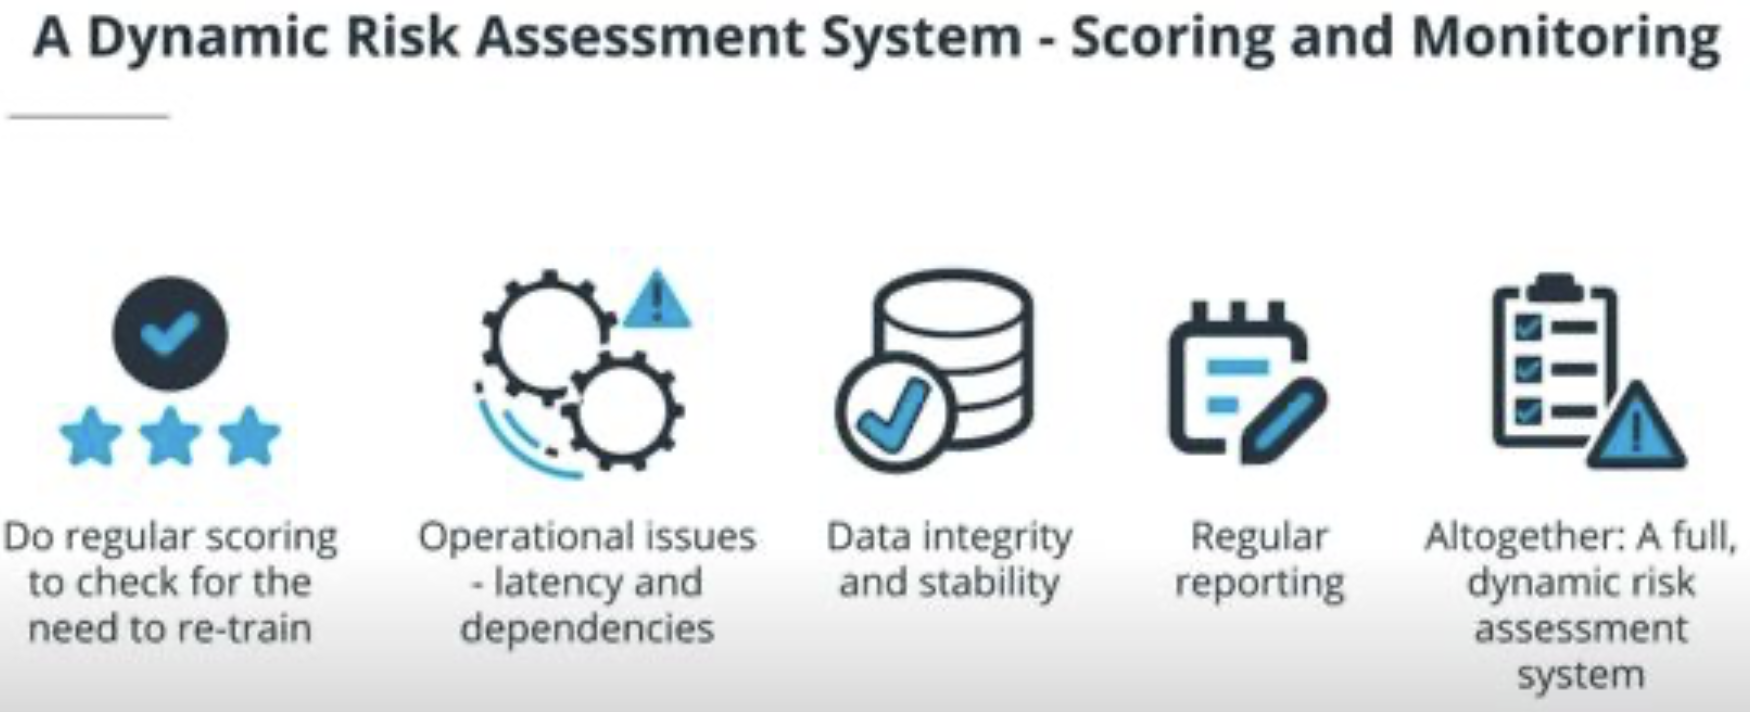 A Dynamic Risk Assessment System - Scoring and Monitoring
Do regular scoring
to check for the
need to re-train
Operational issues
- latency and
dependencies
Data integrity
and stability
Regular
reporting
Altogether: A full,
dynamic risk
assessment
system